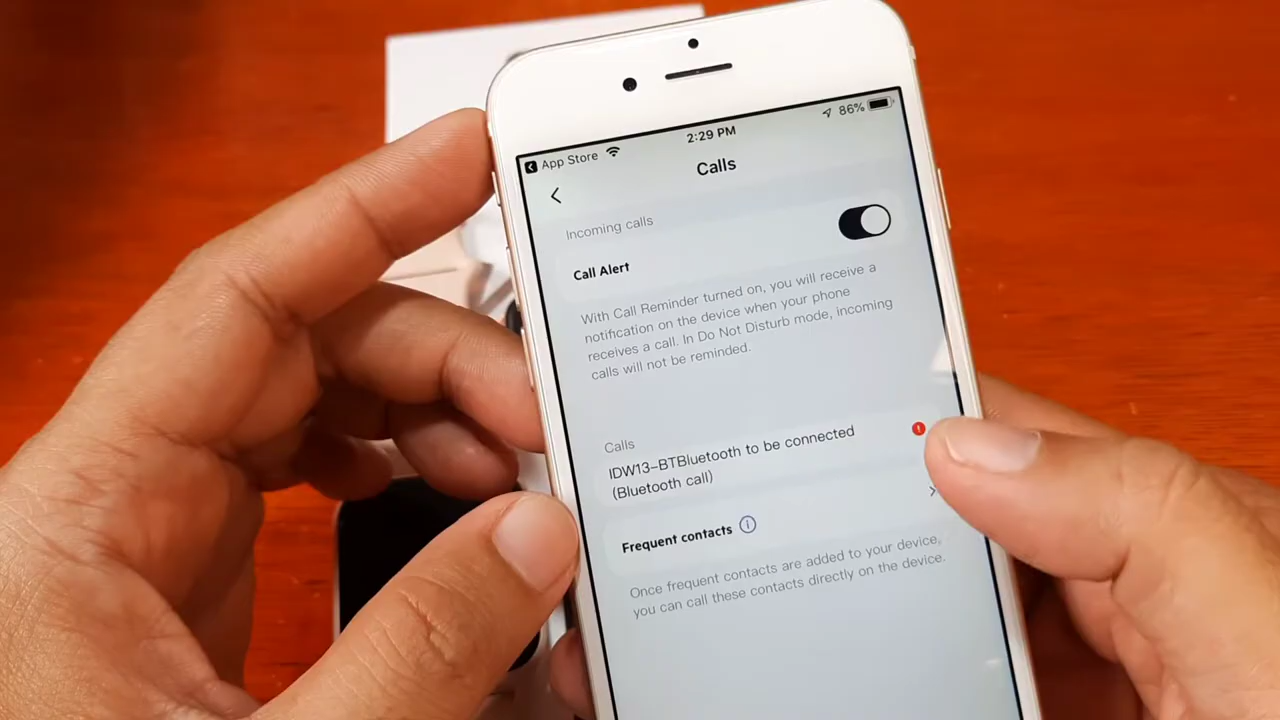 App Store
2:29 PM
86%
Calls
Incoming calls
Call Alert
With Call Reminder turned on, you will receive a
notification on the device when your phone
receives a call. In Do Not Disturb mode, incoming
calls will not be reminded.
Calls
IDW13-BTBluetooth to be connected
(Bluetooth call)
Frequent contacts
Once frequent contacts are added to your device,
you can call these contacts directly on the device.